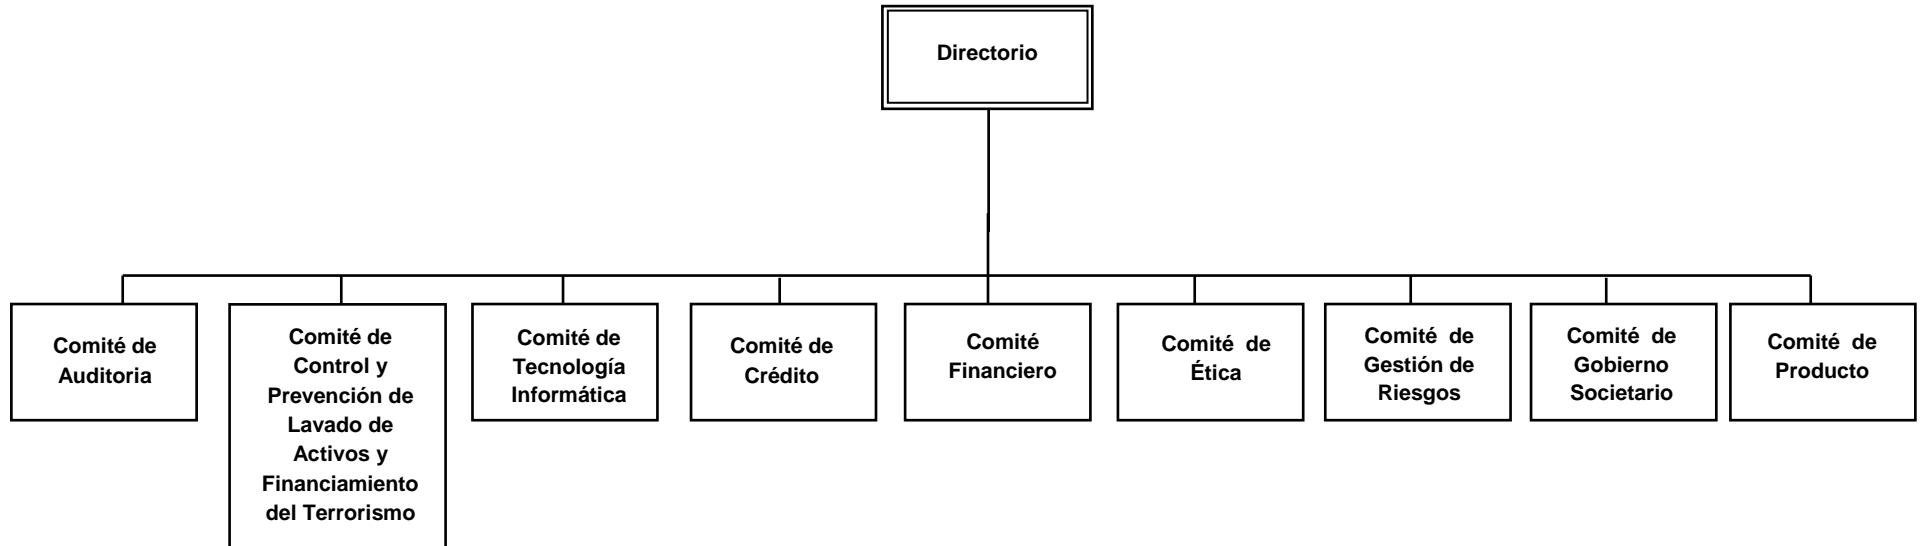 Directorio
Comité de
Auditoria
Comité de
Control y
Prevención de
Lavado de
Activos y
Financiamiento
del Terrorismo
Comité de
Tecnología
Informática
Comité de
Crédito
Comité
Financiero
Comité de
Ética
Comité de
Gestión de
Riesgos
Comité de
Gobierno
Societario
Comité de
Producto